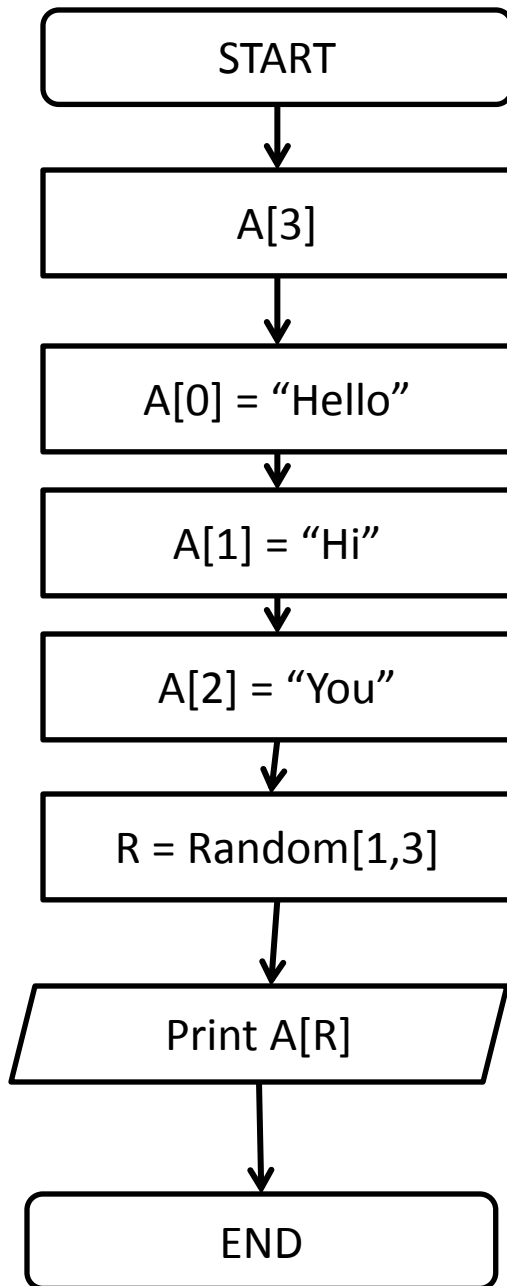 START
A[3]
A[0] = “Hello”
A[1] = “Hi”
A[2] = “You”
R = Random[1,3]
Print A[R]
END